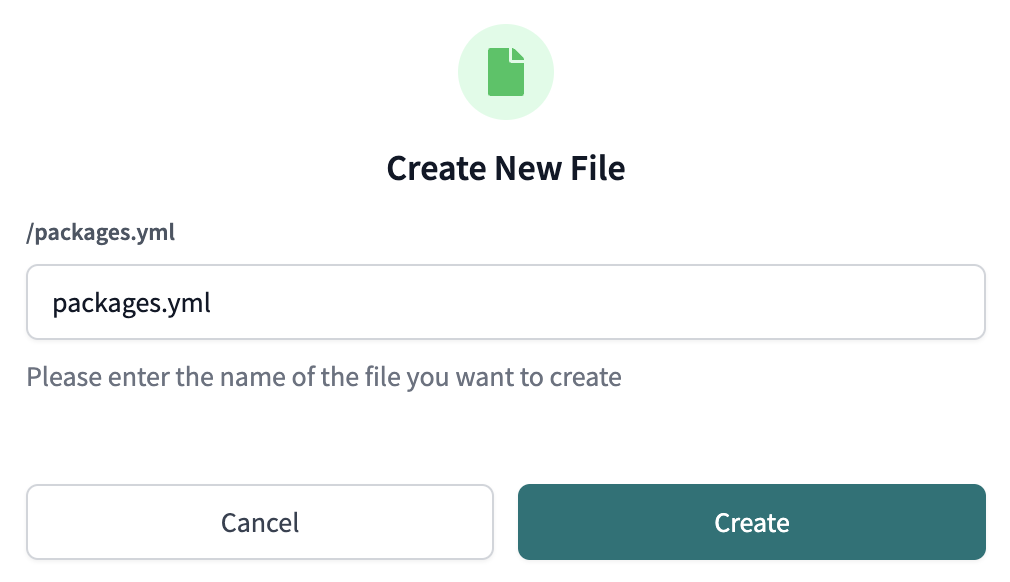 Create New File
/packages.yml
packages.yml
Please enter the name of the file you want to create
Cancel
Create